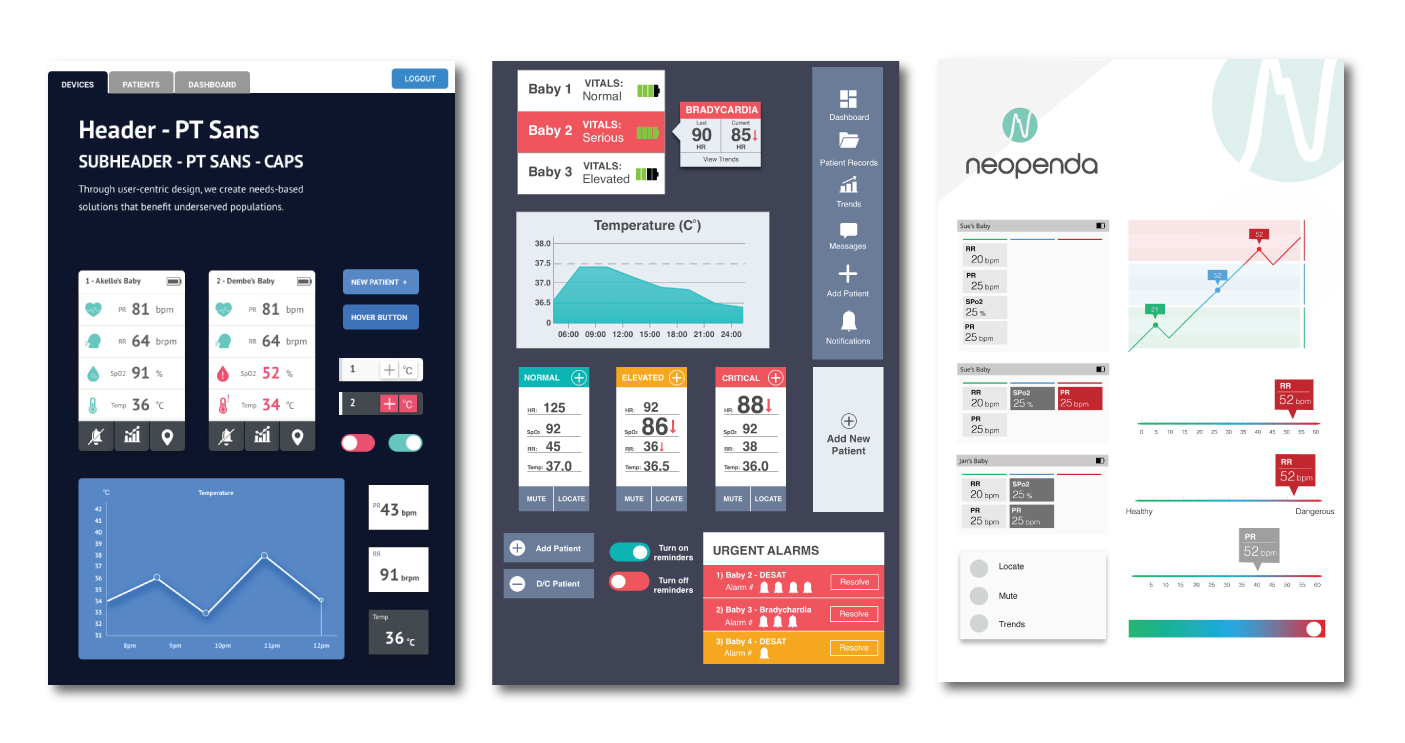 DEVICES
PATIENTS
DASHBOARD
LOGOUT
Header - PT Sans
SUBHEADER - PT SANS - CAPS
Through user-centric design, we create needs-based
solutions that benefit underserved populations.
1 - Akello's Baby
PR 81 bpm
RR 64 brpm
SpO2 91 %
Temp 36 °C
2 - Dembe's Baby
PR 81 bpm
RR 64 brpm
SpO2 52 %
Temp 34 °C
NEW PATIENT +
HOVER BUTTON
1 + °C
2 + °C
°C
Temperature
42
41
40
39
38
37
36
35
34
33
32
31
8pm 9pm 10pm 11pm 12pm
PR 43 bpm
RR
91 brpm
Temp
36 °C
Baby 1
VITALS:
Normal
Baby 2
VITALS:
Serious
Baby 3
VITALS:
Elevated
BRADYCARDIA
Last Current
90 85
HR HR
View Trends
Dashboard
Patient Records
Trends
Messages
Add Patient
Notifications
Temperature (C°)
38.0
37.5
37.0
36.5
0
06:00 09:00 12:00 15:00 18:00 21:00 24:00
NORMAL
HR: 125
SpO2 92
RR: 45
Temp: 37.0
MUTE LOCATE
ELEVATED
HR: 92
SpO2 86
RR: 36
Temp: 36.5
MUTE LOCATE
CRITICAL
HR: 88
SpO2 92
RR: 38
Temp: 36.0
MUTE LOCATE
Add New
Patient
Add Patient
D/C Patient
Turn on
reminders
Turn off
reminders
URGENT ALARMS
1) Baby 2 - DESAT
Alarm #
Resolve
2) Baby 3 - Bradychardia
Alarm #
Resolve
3) Baby 4 - DESAT
Alarm #
Resolve
neopenda
Sue's Baby
RR
20 bpm
PR
25 bpm
SPo2
25 %
PR
25 bpm
52
52
21
Sue's Baby
RR SPo2 PR
20 bpm 25 % 25 bpm
PR
25 bpm
RR
52 bpm
0 5 10 15 20 25 30 35 40 45 50 55 60
Jan's Baby
RR SPo2
20 bpm 25 %
PR PR
25 bpm 25 bpm
RR
52 bpm
Healthy Dangerous
PR
52 bpm
5 10 15 20 25 30 35 40 45 50 55 60
Locate
Mute
Trends